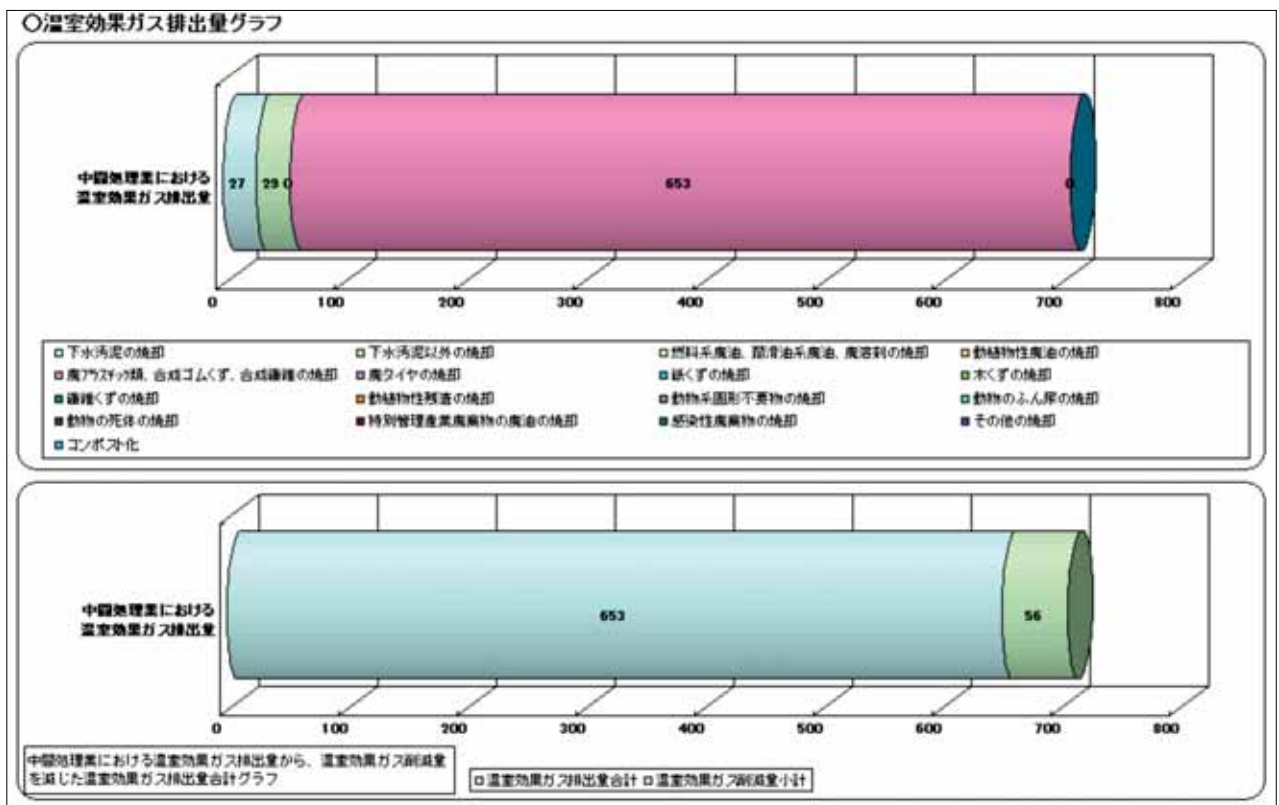 ○温室効果ガス排出量グラフ
中間処理業における
温室効果ガス排出量
27 29 0 653 0
0 100 200 300 400 500 600 700 800
下水汚泥の焼却 下水汚泥以外の焼却 燃料系廃油、潤滑油系廃油、廃溶剤の焼却 動植物性廃油の焼却
廃プラスチック類、合成ゴムくず、合成繊維の焼却 廃タイヤの焼却 紙くずの焼却 木くずの焼却
繊維くずの焼却 動植物性残渣の焼却 動物系固形不要物の焼却 動物のふん尿の焼却
動物の死体の焼却 特別管理産業廃棄物の廃油の焼却 感染性廃棄物の焼却 その他の焼却
コンポスト化
中間処理業における
温室効果ガス排出量
653 56
0 100 200 300 400 500 600 700 800
中間処理業における温室効果ガス排出量から、温室効果ガス削減量
を減じた温室効果ガス排出量合計グラフ
温室効果ガス排出量合計 温室効果ガス削減量小計